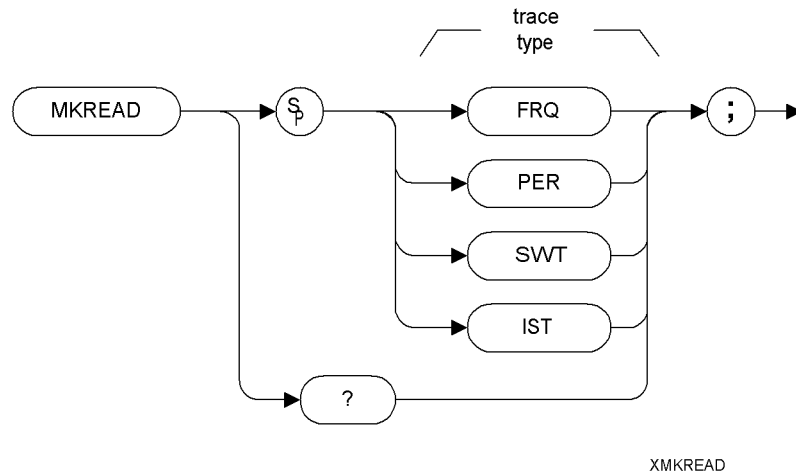 trace
type
MKREAD
SP
FRQ
;
PER
SWT
IST
?
XMKREAD